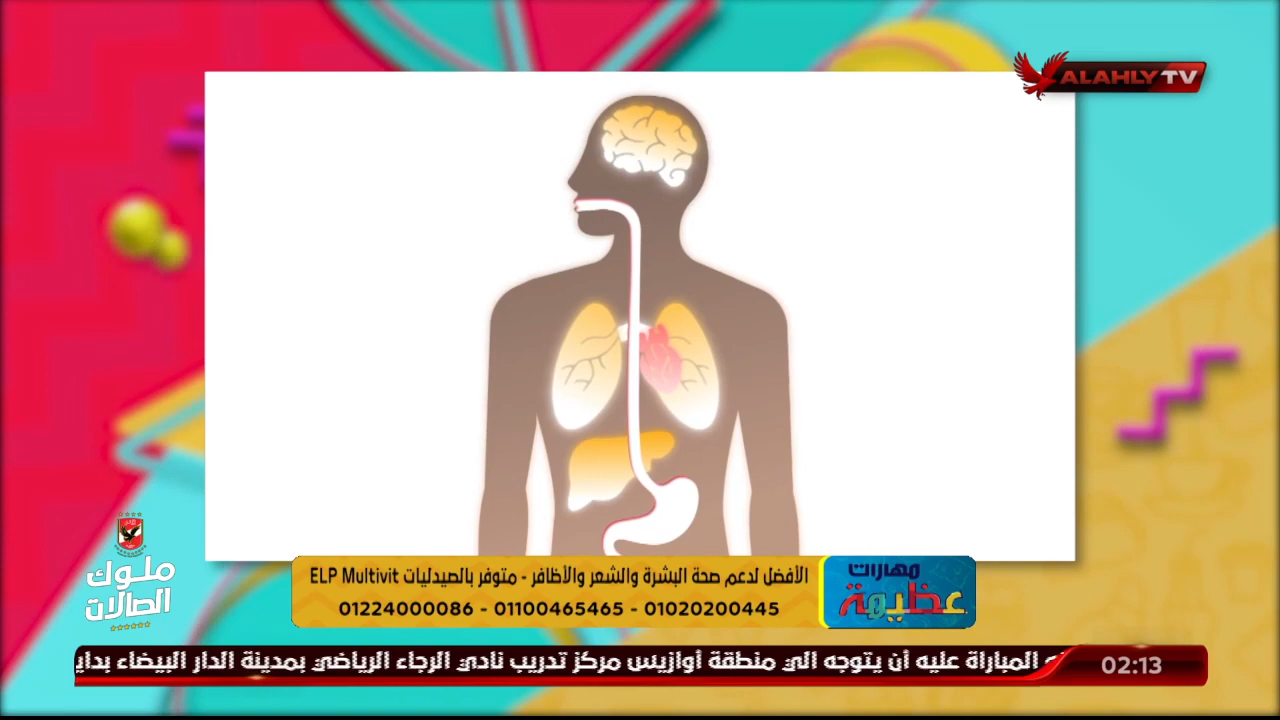 ALAHLY TV
ملوك
الصالات
الأفضل لدعم صحة البشرة والشعر والأظافر - متوفر بالصيدليات ELP Multivit
01224000086 - 01100465465 - 01020200445
مهارات
عظيمة
المباراة عليه أن يتوجه الي منطقة أوازيس مركز تدريب نادي الرجاء الرياضي بمدينة الدار البيضاء
02:13